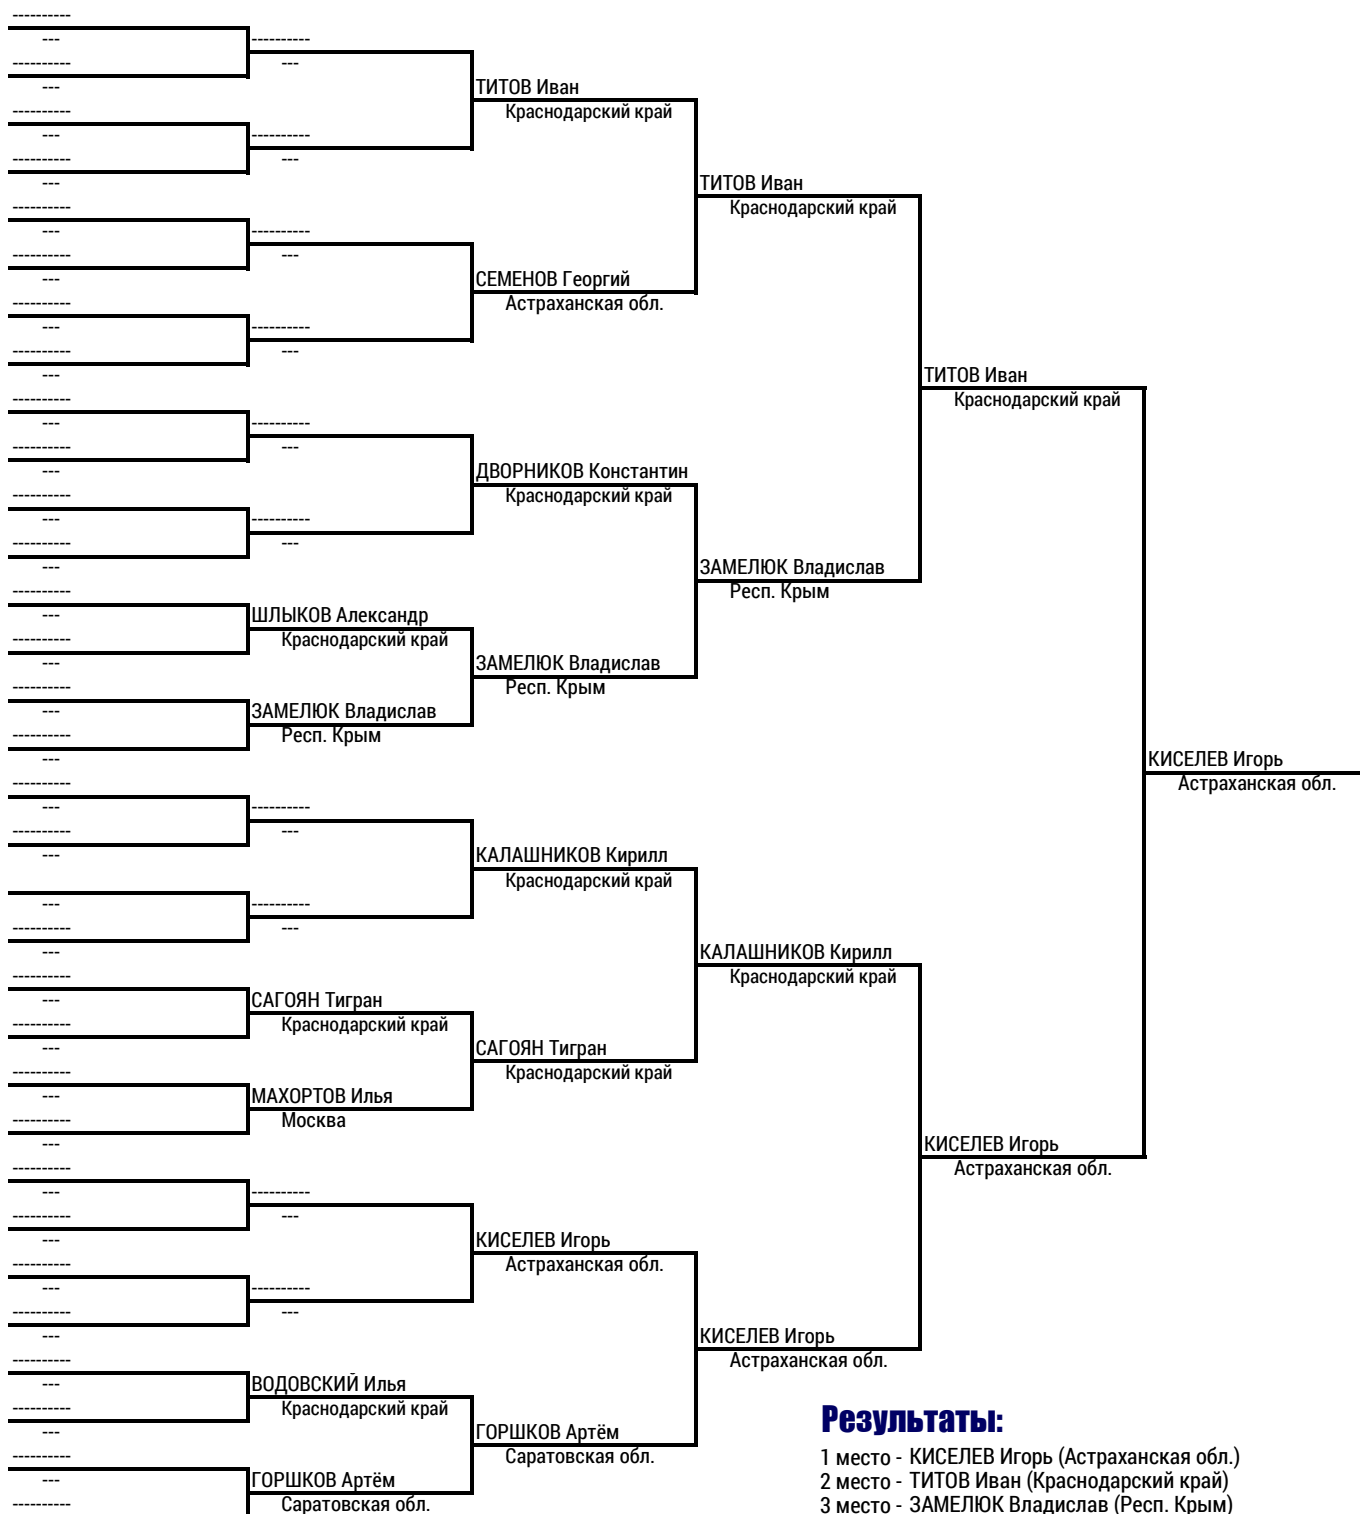 ШЛЫКОВ Александр
Краснодарский край
ЗАМЕЛЮК Владислав
Респ. Крым
САГОЯН Тигран
Краснодарский край
МАХОРТОВ Илья
Москва
ВОДОВСКИЙ Илья
Краснодарский край
ГОРШКОВ Артём
Саратовская обл.
ТИТОВ Иван
Краснодарский край
СЕМЕНОВ Георгий
Астраханская обл.
ДВОРНИКОВ Константин
Краснодарский край
ЗАМЕЛЮК Владислав
Респ. Крым
КАЛАШНИКОВ Кирилл
Краснодарский край
САГОЯН Тигран
Краснодарский край
КИСЕЛЕВ Игорь
Астраханская обл.
ГОРШКОВ Артём
Саратовская обл.
ТИТОВ Иван
Краснодарский край
ЗАМЕЛЮК Владислав
Респ. Крым
КАЛАШНИКОВ Кирилл
Краснодарский край
КИСЕЛЕВ Игорь
Астраханская обл.
ТИТОВ Иван
Краснодарский край
КИСЕЛЕВ Игорь
Астраханская обл.
КИСЕЛЕВ Игорь
Астраханская обл.
Результаты:
1 место - КИСЕЛЕВ Игорь (Астраханская обл.)
2 место - ТИТОВ Иван (Краснодарский край)
3 место - ЗАМЕЛЮК Владислав (Респ. Крым)